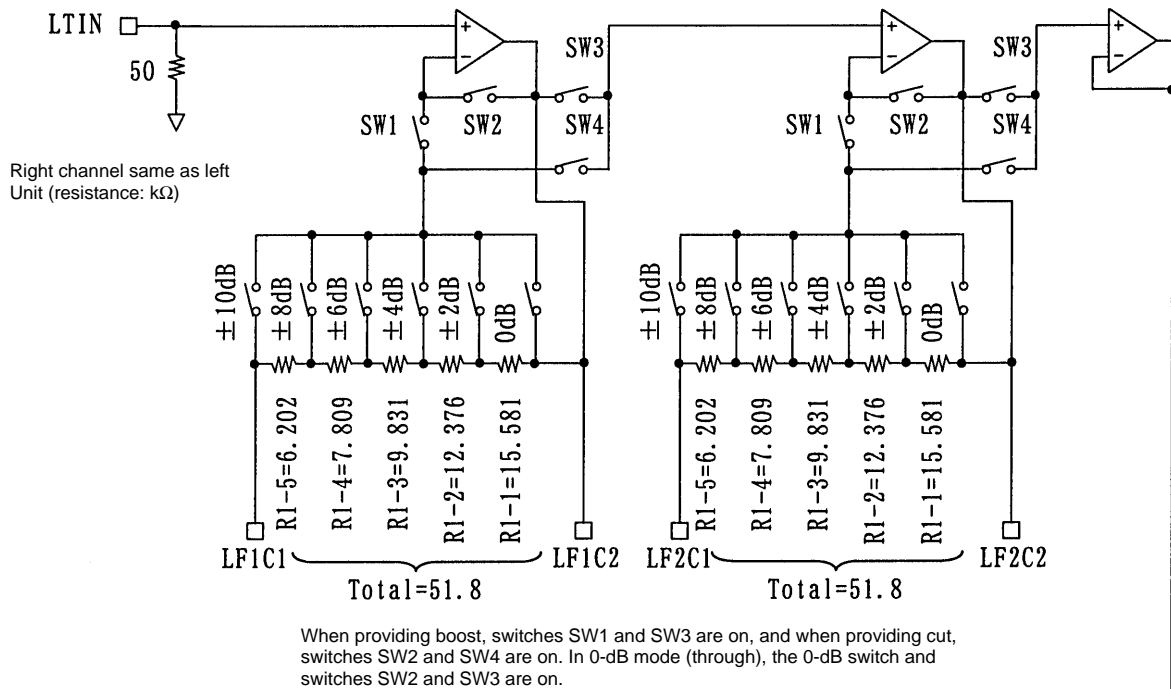 LTIN
50
SW3
SW3
SW1
SW2
SW4
SW1
SW2
SW4
Right channel same as left
Unit (resistance: kΩ)
±10dB
±8dB
±6dB
±4dB
±2dB
0dB
±10dB
±8dB
±6dB
±4dB
±2dB
0dB
R1-5=6.202
R1-4=7.809
R1-3=9.831
R1-2=12.376
R1-1=15.581
R1-5=6.202
R1-4=7.809
R1-3=9.831
R1-2=12.376
R1-1=15.581
LF1C1
LF1C2
LF2C1
LF2C2
Total=51.8
Total=51.8
When providing boost, switches SW1 and SW3 are on, and when providing cut,
switches SW2 and SW4 are on. In 0-dB mode (through), the 0-dB switch and
switches SW2 and SW3 are on.